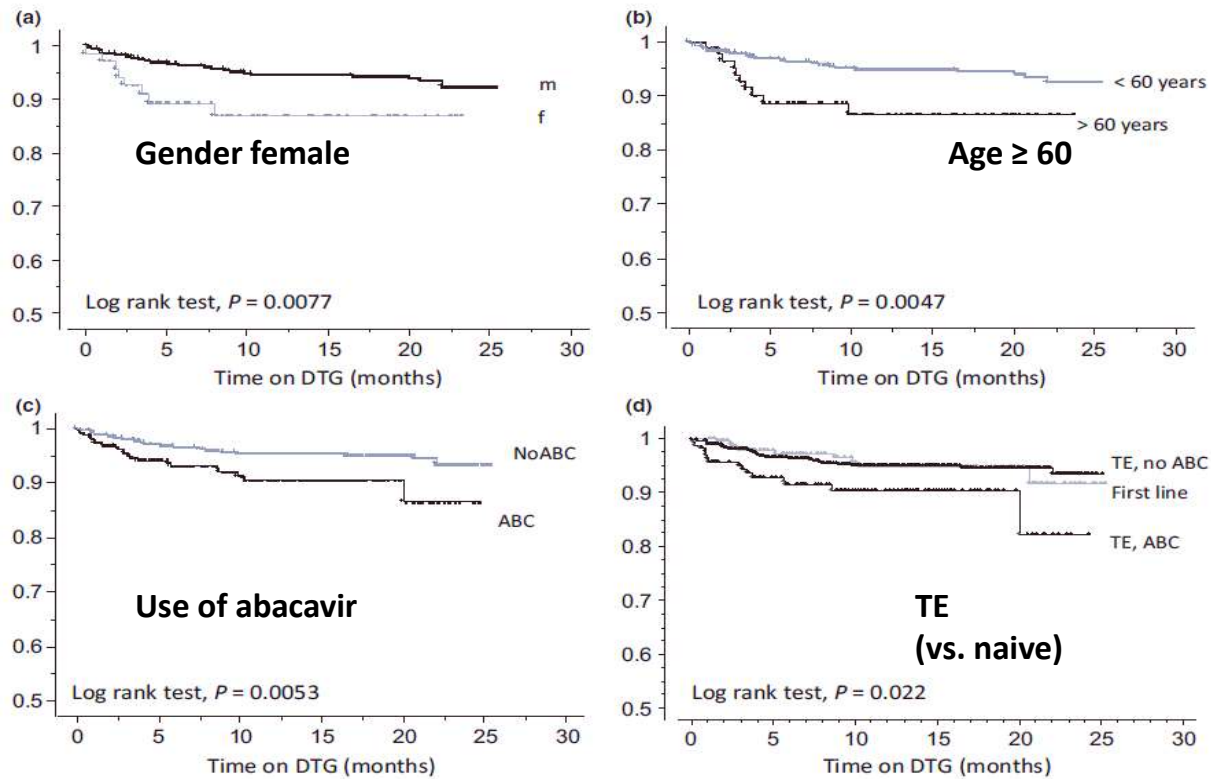 (a)
1
0.9
0.8
0.7
0.6
0.5
m
f
Gender female
Log rank test, P = 0.0077
0 5 10 15 20 25 30
Time on DTG (months)
(b)
1
0.9
0.8
0.7
0.6
0.5
< 60 years
> 60 years
Age ≥ 60
Log rank test, P = 0.0047
0 5 10 15 20 25 30
Time on DTG (months)
(c)
1
0.9
0.8
0.7
0.6
0.5
NoABC
ABC
Use of abacavir
Log rank test, P = 0.0053
0 5 10 15 20 25 30
Time on DTG (months)
(d)
1
0.9
0.8
0.7
0.6
0.5
TE, no ABC
First line
TE, ABC
TE
(vs. naive)
Log rank test, P = 0.022
0 5 10 15 20 25 30
Time on DTG (months)